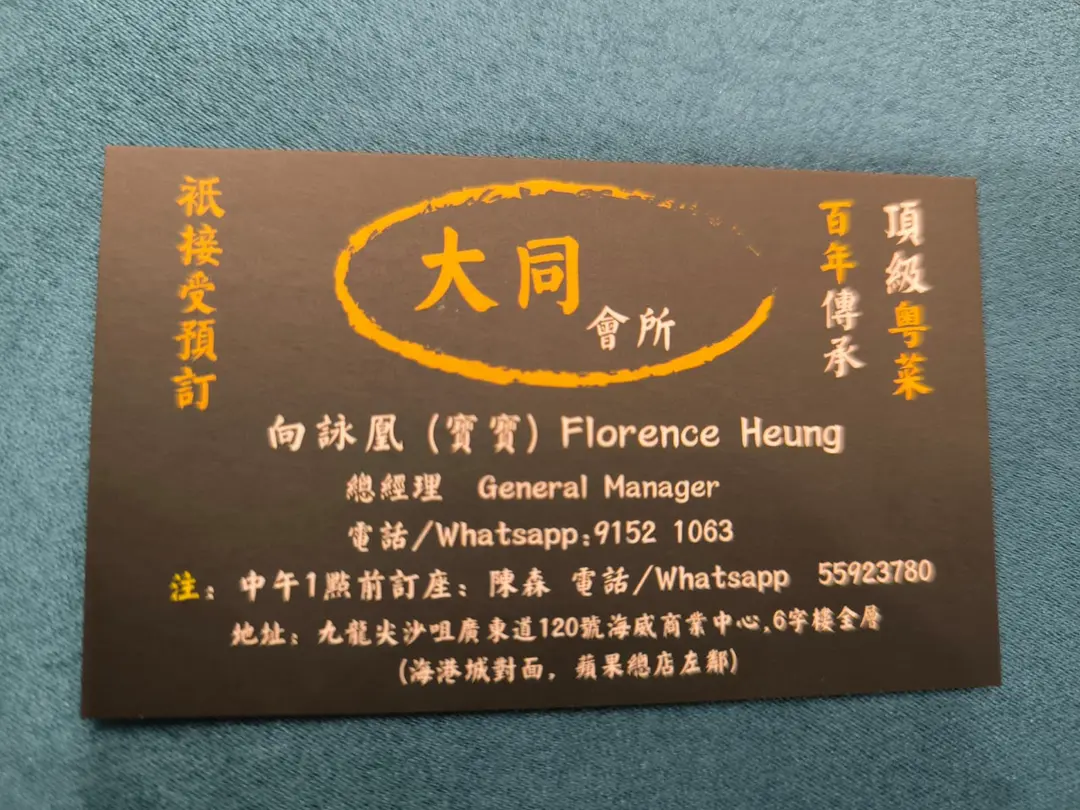 頂級粵菜
百年傳承
大同
會所
祇接受預訂
向詠凰 (寶寶) Florence Heung
總經理 General Manager
電話/Whatsapp:9152 1063
注: 中午1點前訂座: 陳森 電話/Whatsapp 55923780
地址: 九龍尖沙咀廣東道120號海威商業中心,6字樓全層
(海港城對面, 蘋果總店左鄰)